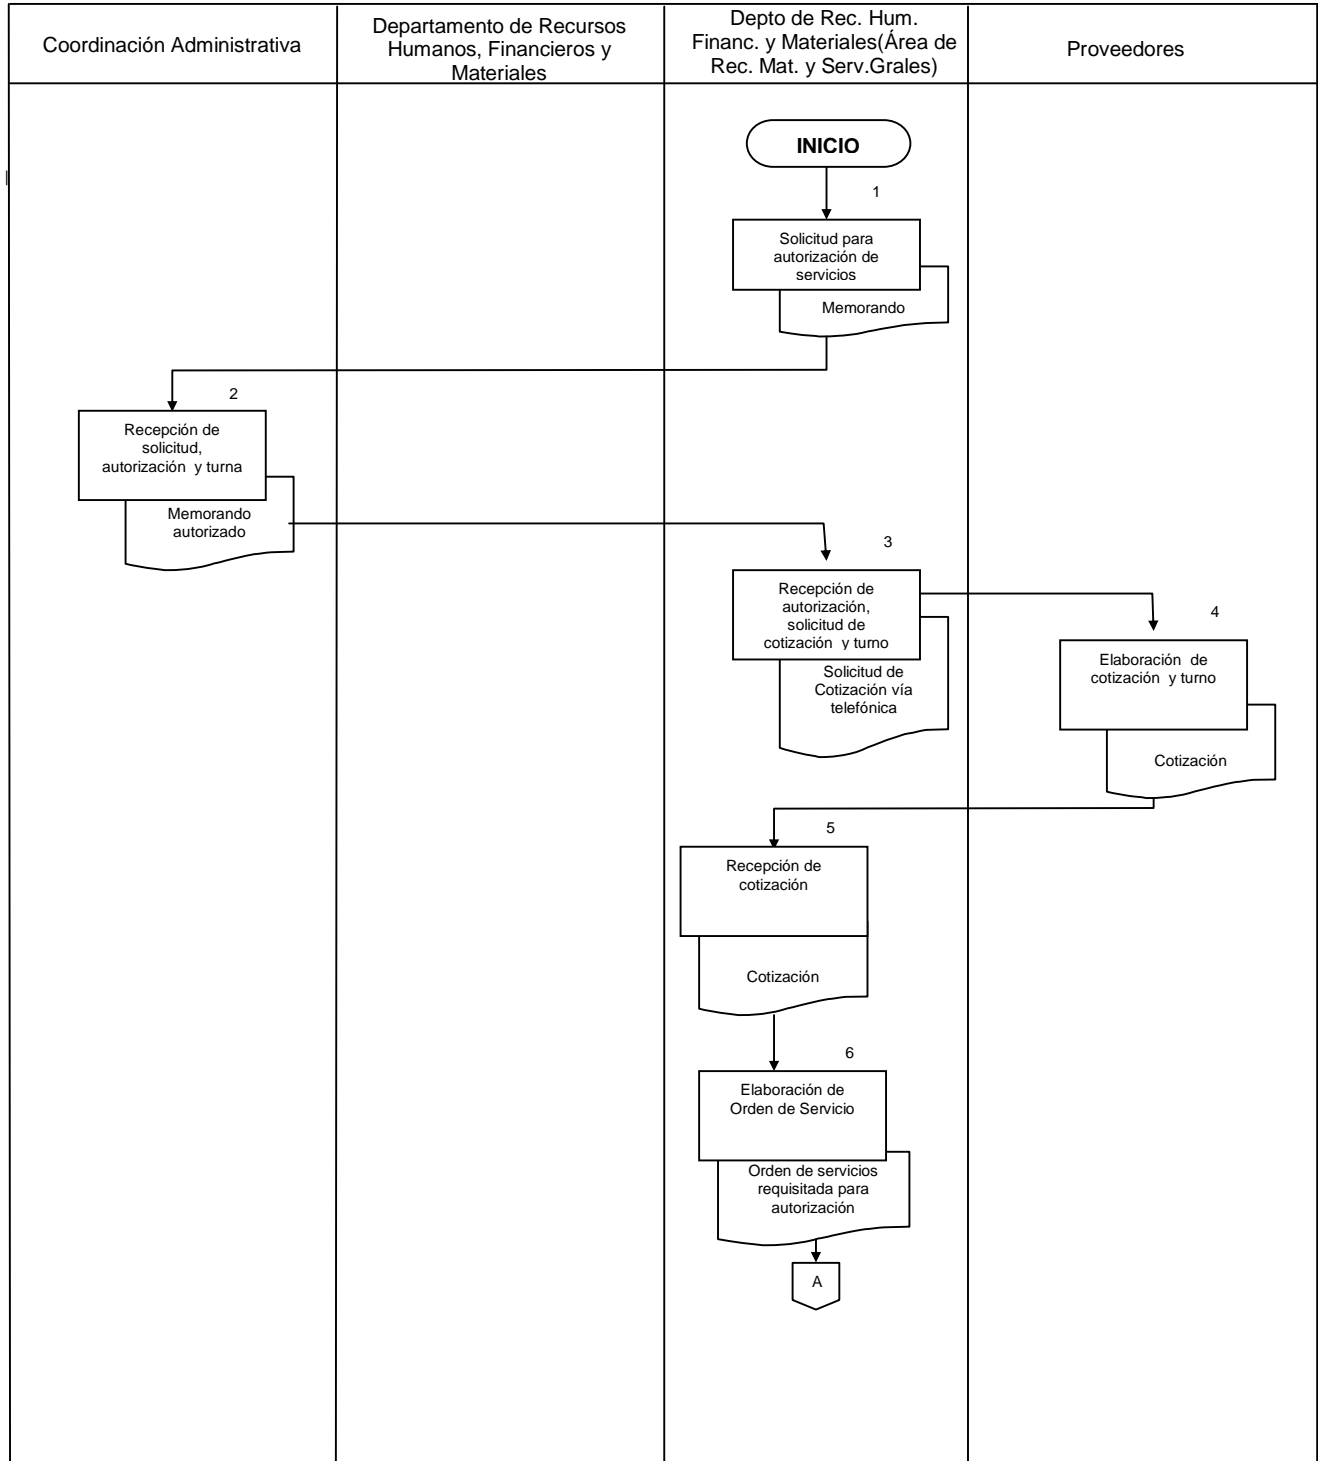 Coordinación Administrativa
Departamento de Recursos
Humanos, Financieros y
Materiales
Depto de Rec. Hum.
Financ. y Materiales(Área de
Rec. Mat. y Serv.Grales)
Proveedores
INICIO
1
Solicitud para
autorización de
servicios
Memorando
2
Recepción de
solicitud,
autorización y turna
Memorando
autorizado
3
Recepción de
autorización,
solicitud de
cotización y turno
Solicitud de
Cotización vía
telefónica
4
Elaboración de
cotización y turno
Cotización
5
Recepción de
cotización
Cotización
6
Elaboración de
Orden de Servicio
Orden de servicios
requisitada para
autorización
A